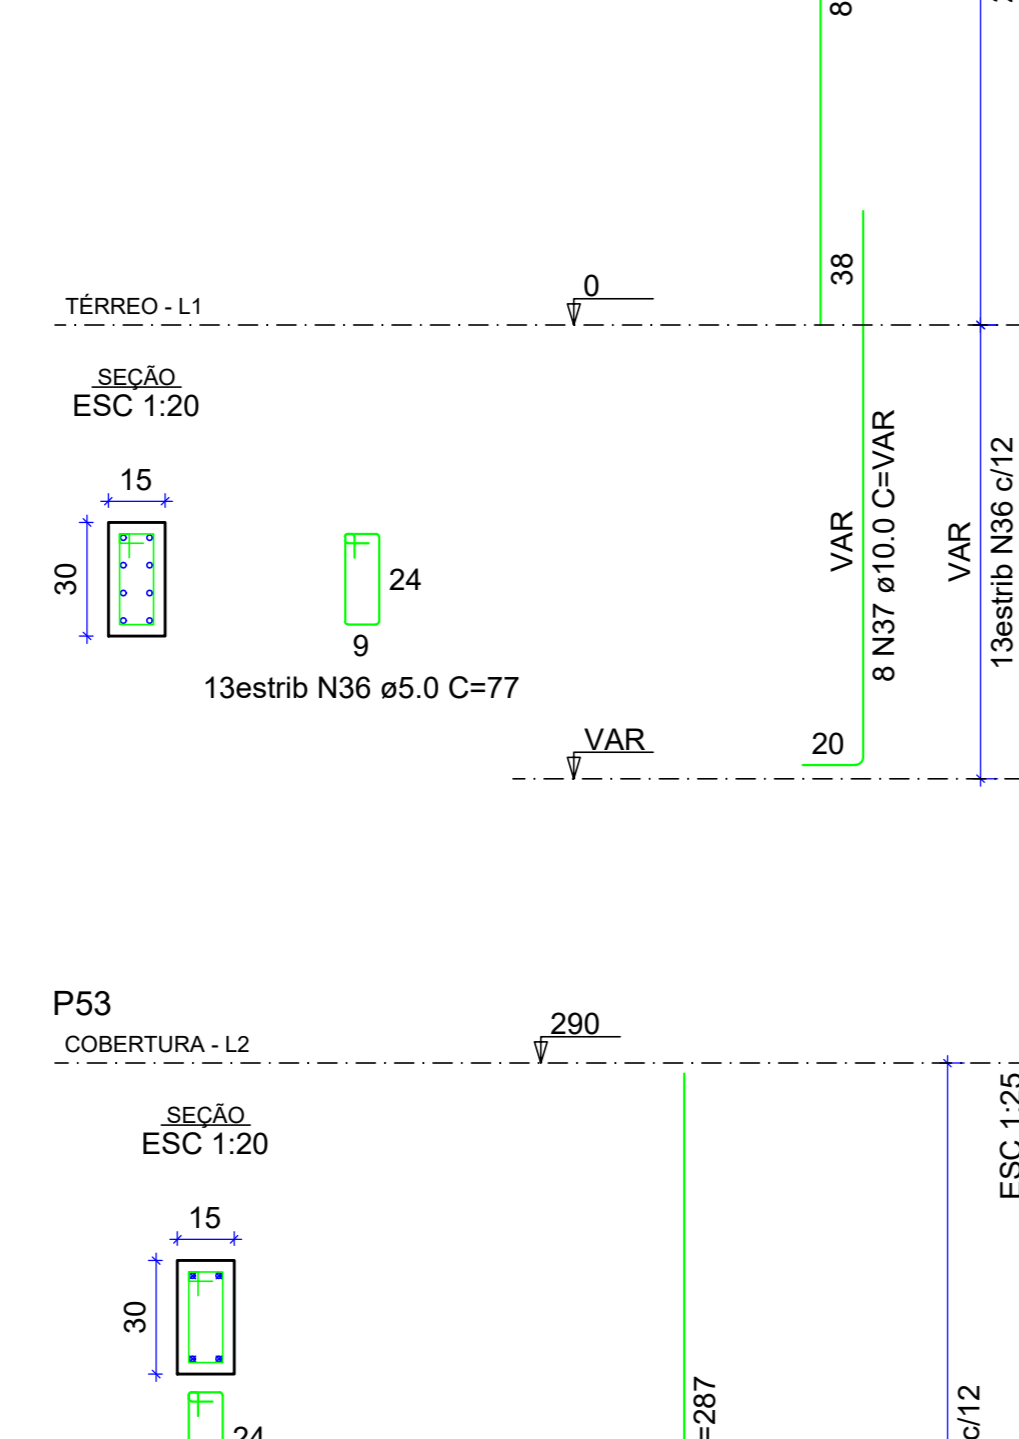 8
0
TÉRREO - L1
38
SEÇÃO
ESC 1:20
15
30
24
9
13estrib N36 ø5.0 C=77
VAR
8 N37 ø10.0 C=VAR
VAR
13estrib N36 c/12
VAR
20
P53
COBERTURA - L2
290
SEÇÃO
ESC 1:20
ESC 1:25
15
30
24
=287
c/12